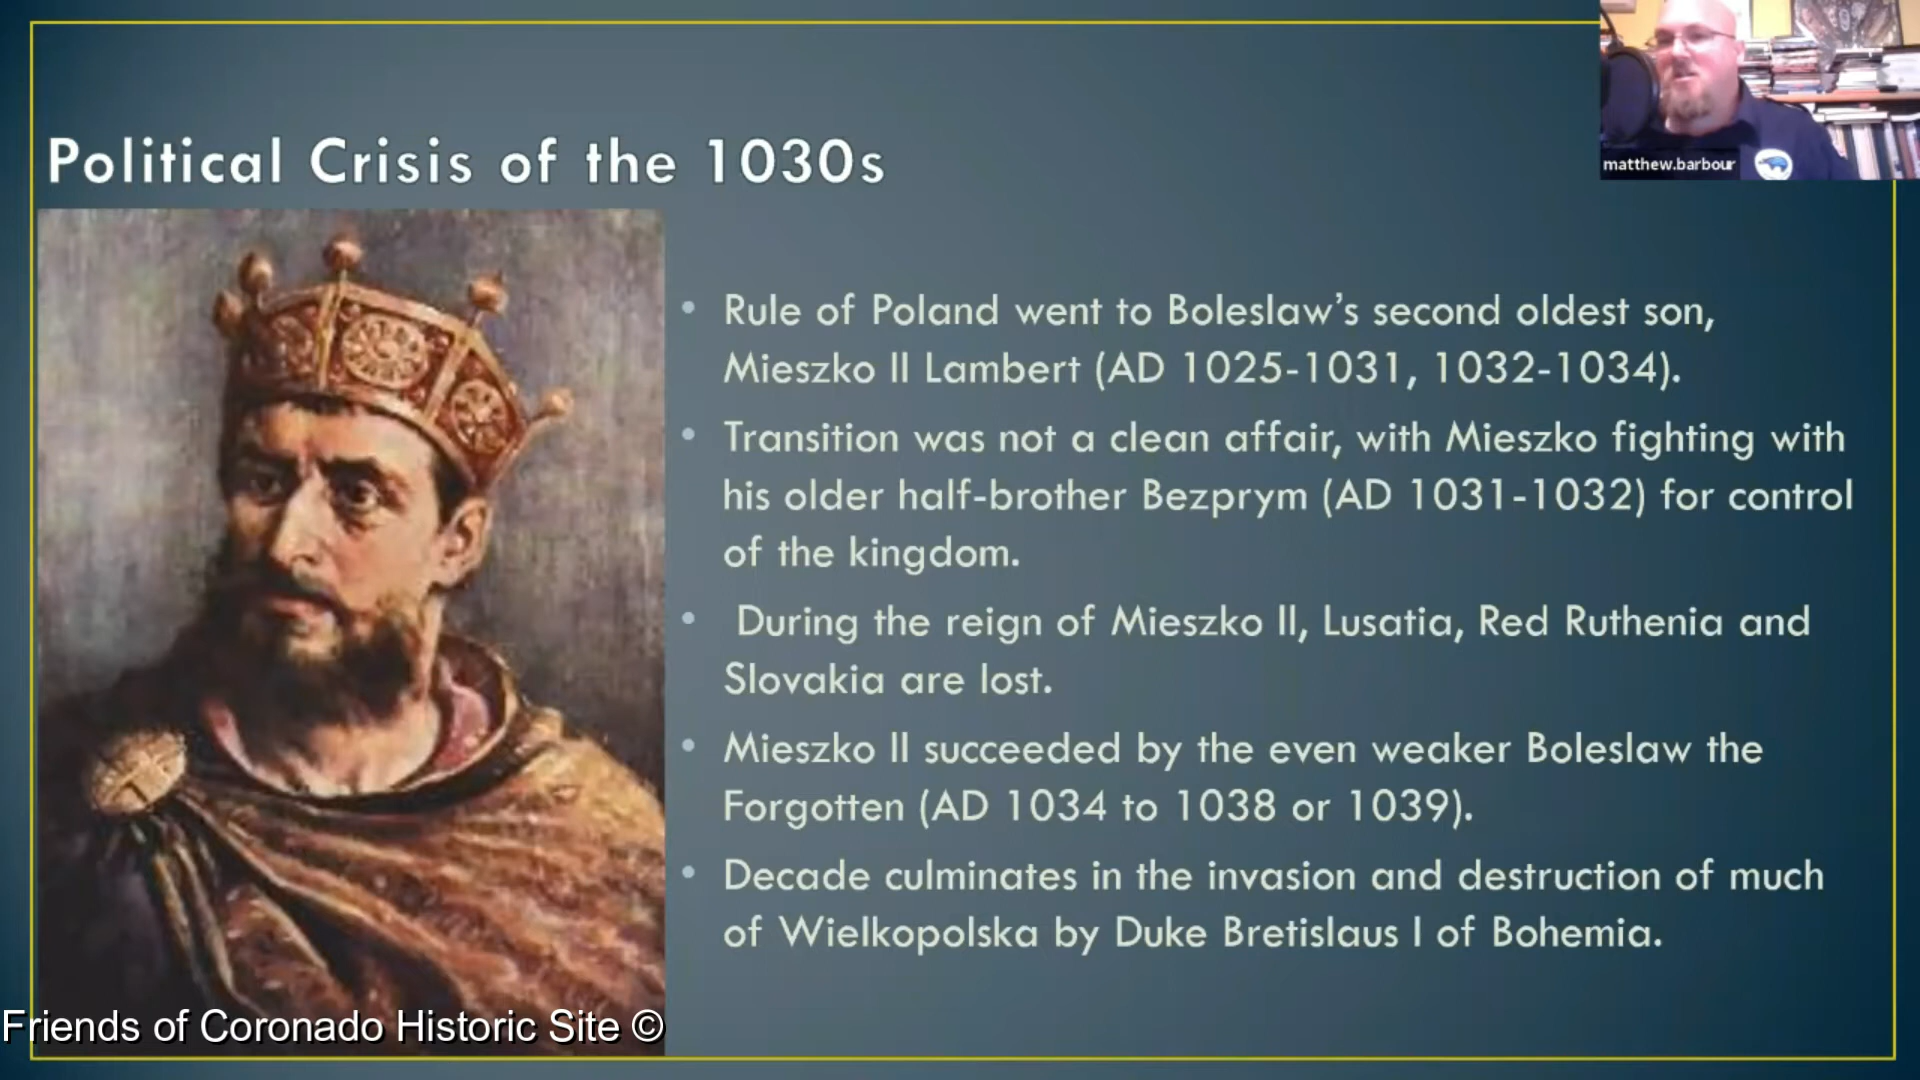 matthew.barbour
Political Crisis of the 1030s
• Rule of Poland went to Boleslaw’s second oldest son,
Mieszko II Lambert (AD 1025-1031, 1032-1034).
• Transition was not a clean affair, with Mieszko fighting with
his older half-brother Bezprym (AD 1031-1032) for control
of the kingdom.
• During the reign of Mieszko II, Lusatia, Red Ruthenia and
Slovakia are lost.
• Mieszko II succeeded by the even weaker Boleslaw the
Forgotten (AD 1034 to 1038 or 1039).
• Decade culminates in the invasion and destruction of much
of Wielkopolska by Duke Bretislaus I of Bohemia.
Friends of Coronado Historic Site ©